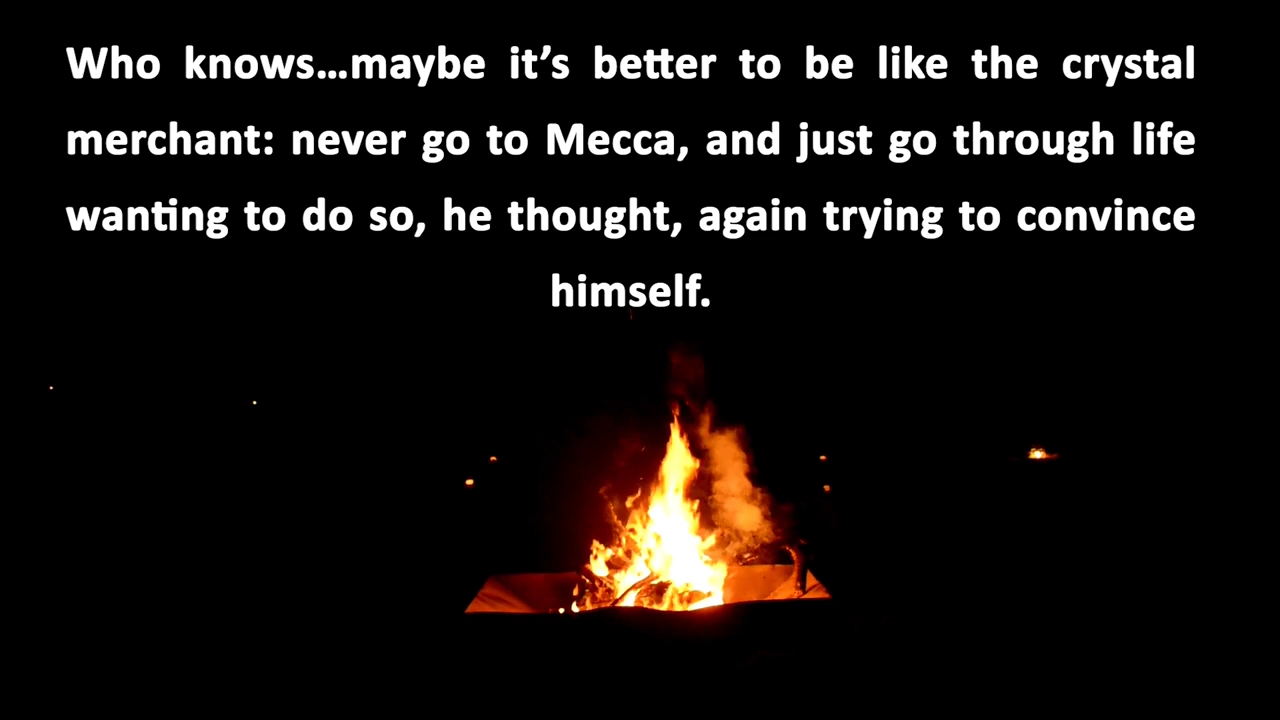 Who knows...maybe it’s better to be like the crystal
merchant: never go to Mecca, and just go through life
wanting to do so, he thought, again trying to convince
himself.